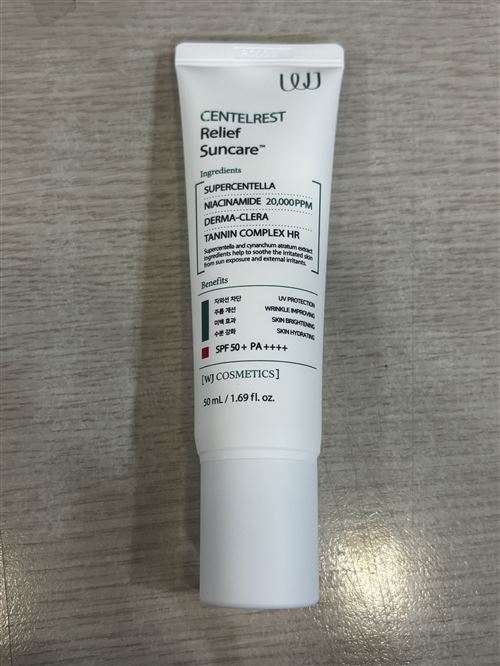 WJ
CENTELREST
Relief
Suncare™
Ingredients
SUPERCENTELLA
NIACINAMIDE 20,000PPM
DERMA-CLERA
TANNIN COMPLEX HR
Supercentella and cynanchum atratum extract
ingredients help to soothe the irritated skin
from sun exposure and external irritants.
Benefits
자외선 차단 UV PROTECTION
주름 개선 WRINKLE IMPROVING
미백 효과 SKIN BRIGHTENING
수분 강화 SKIN HYDRATING
SPF 50+ PA++++
[WJ COSMETICS]
50 mL / 1.69 fl. oz.